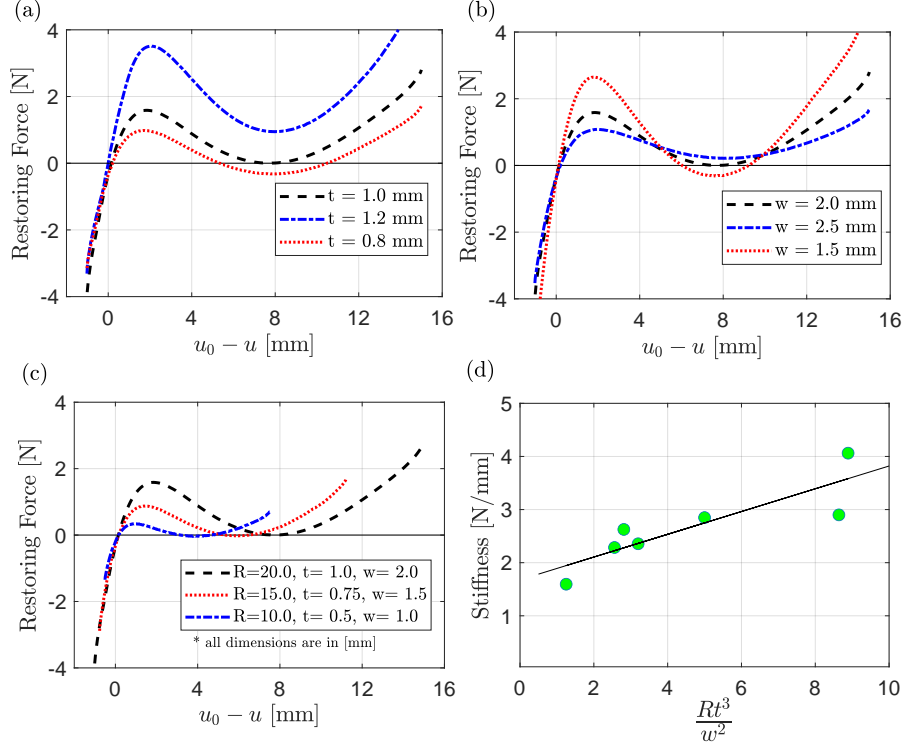 (a)
Restoring Force [N]
4
2
0
-2
-4
0
4
8
12
16
u₀ − u [mm]
t = 1.0 mm
t = 1.2 mm
t = 0.8 mm
(b)
Restoring Force [N]
4
2
0
-2
-4
0
4
8
12
16
u₀ − u [mm]
w = 2.0 mm
w = 2.5 mm
w = 1.5 mm
(c)
Restoring Force [N]
4
2
0
-2
-4
0
4
8
12
16
u₀ − u [mm]
R=20.0, t= 1.0, w= 2.0
R=15.0, t= 0.75, w= 1.5
R=10.0, t= 0.5, w= 1.0
* all dimensions are in [mm]
(d)
Stiffness [N/mm]
5
4
3
2
1
0
2
4
6
8
10
Rt³
w²